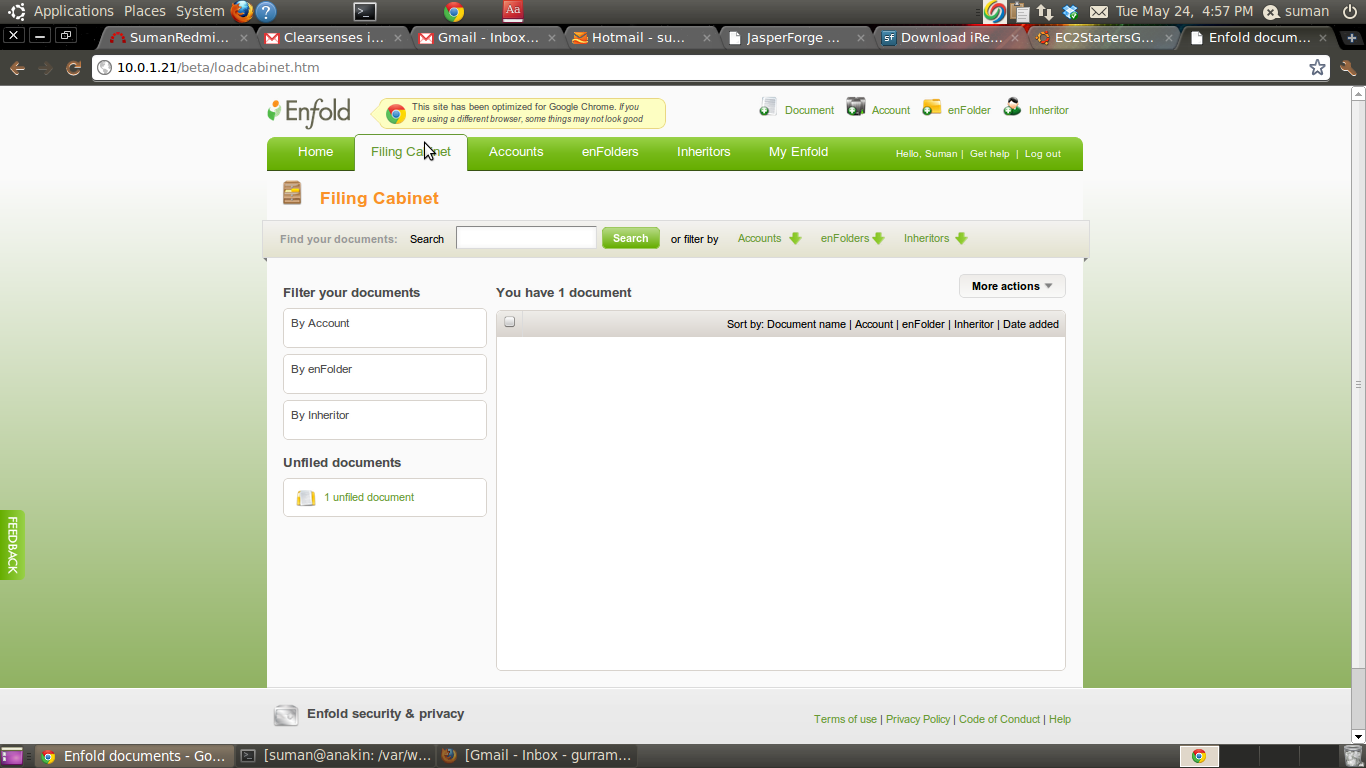 Applications Places System Aa Tue May 24, 4:57 PM suman
SumanRedmi... Clearsenses i... Gmail - Inbox... Hotmail - su... JasperForge ... Download iRe... EC2StartersG... Enfold docum...
10.0.1.21/beta/loadcabinet.htm
Enfold
This site has been optimized for Google Chrome. If you
are using a different browser, some things may not look good
Document Account enFolder Inheritor
Home Filing Cabinet Accounts enFolders Inheritors My Enfold Hello, Suman | Get help | Log out
Filing Cabinet
Find your documents: Search Search or filter by Accounts enFolders Inheritors
Filter your documents
By Account
By enFolder
By Inheritor
Unfiled documents
1 unfiled document
You have 1 document More actions
Sort by: Document name | Account | enFolder | Inheritor | Date added
FEEDBACK
Enfold security & privacy
Terms of use | Privacy Policy | Code of Conduct | Help
Enfold documents - Go... [suman@anakin: /var/w... [Gmail - Inbox - gurram...